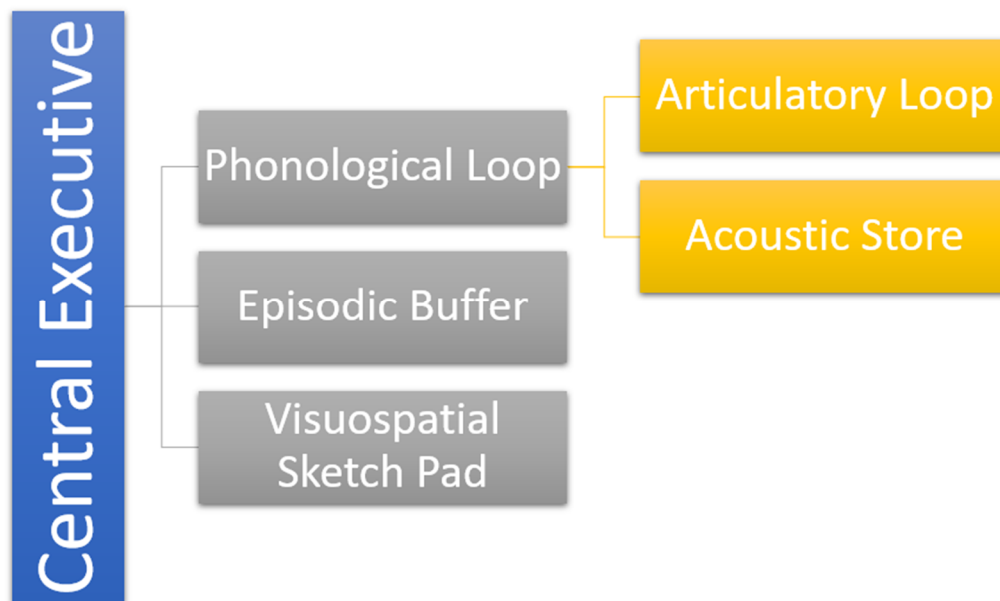 Central Executive
Phonological Loop
Episodic Buffer
Visuospatial
Sketch Pad
Articulatory Loop
Acoustic Store